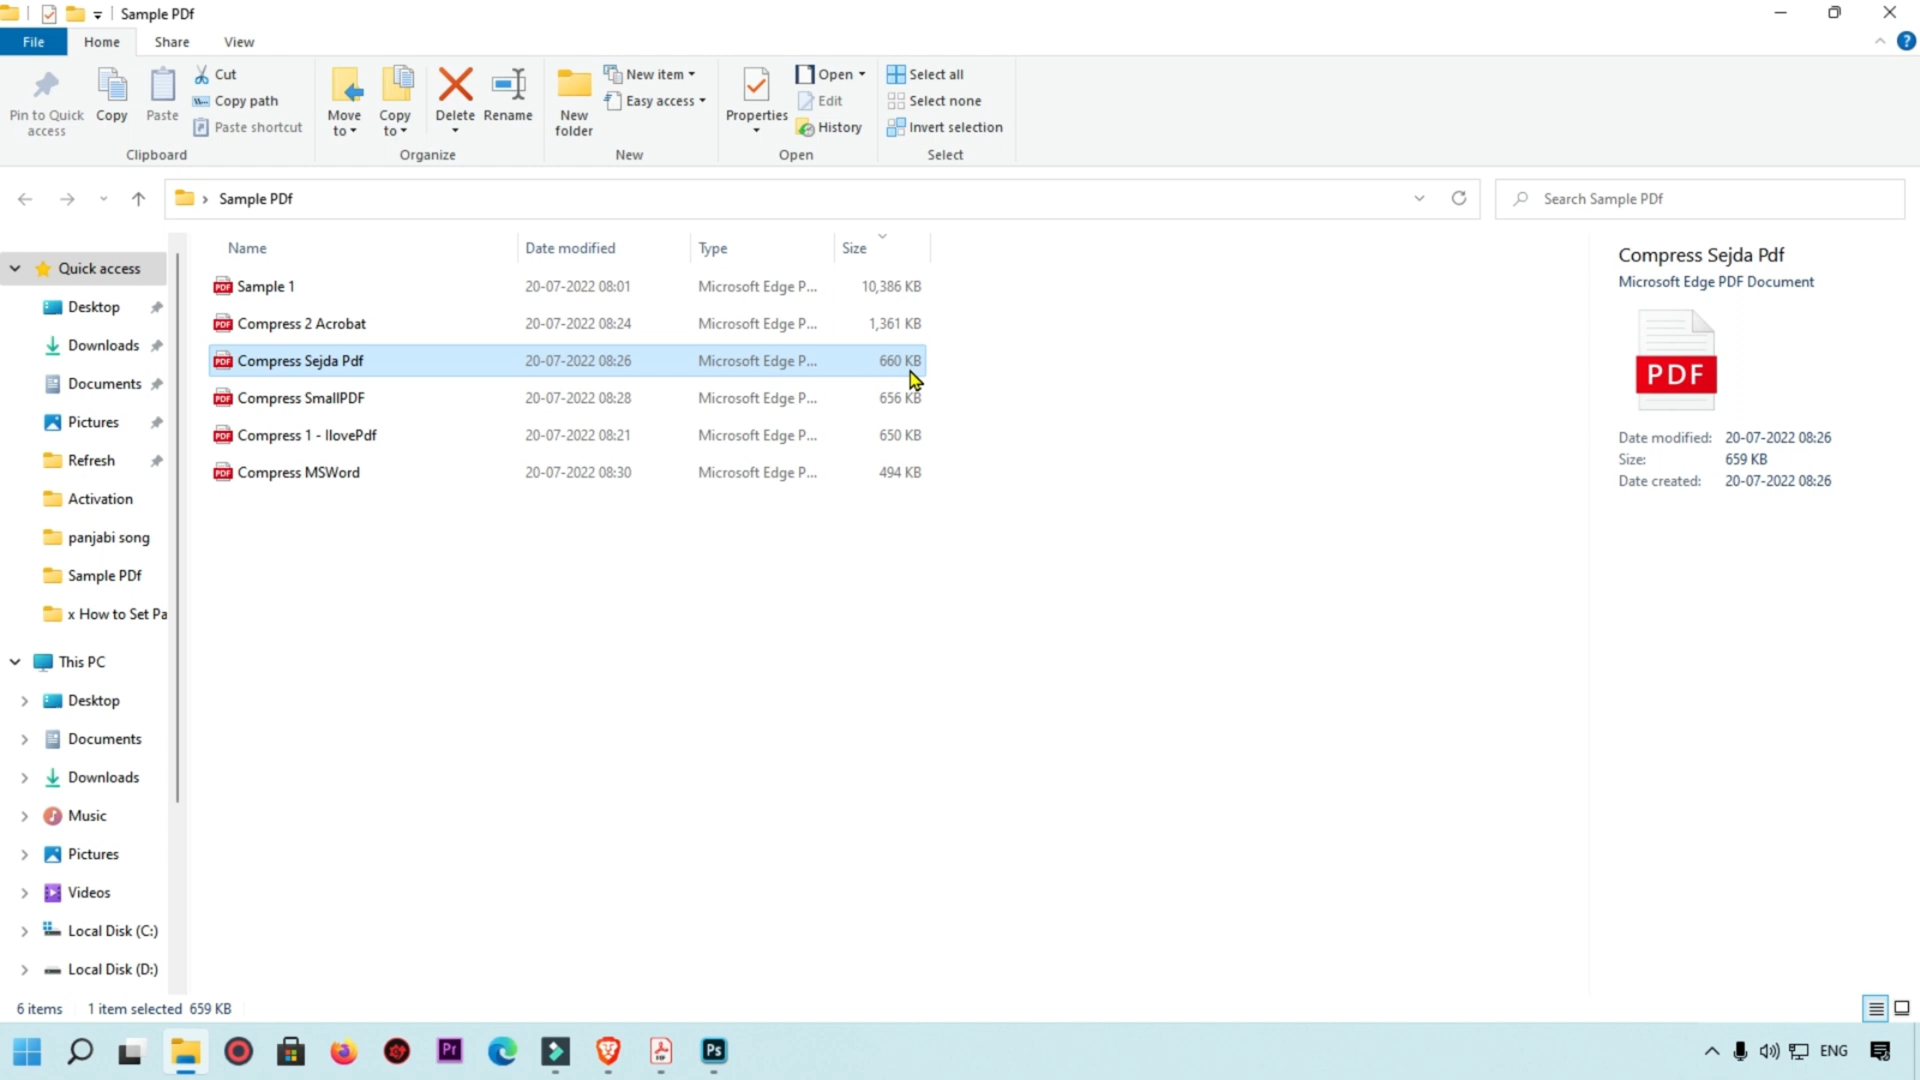 Sample PDf
File Home Share View
Pin to Quick access
Copy
Paste
Cut
Copy path
Paste shortcut
Clipboard
Move to
Copy to
Delete
Rename
Organize
New folder
New item
Easy access
New
Properties
Open
Edit
History
Open
Select all
Select none
Invert selection
Select
Sample PDf
Search Sample PDf
Name Date modified Type Size
Sample 1 20-07-2022 08:01 Microsoft Edge P... 10,386 KB
Compress 2 Acrobat 20-07-2022 08:24 Microsoft Edge P... 1,361 KB
Compress Sejda Pdf 20-07-2022 08:26 Microsoft Edge P... 660 KB
Compress SmallPDF 20-07-2022 08:28 Microsoft Edge P... 656 KB
Compress 1 - IlovePdf 20-07-2022 08:21 Microsoft Edge P... 650 KB
Compress MSWord 20-07-2022 08:30 Microsoft Edge P... 494 KB
Quick access
Desktop
Downloads
Documents
Pictures
Refresh
Activation
panjabi song
Sample PDf
x How to Set Pa
This PC
Desktop
Documents
Downloads
Music
Pictures
Videos
Local Disk (C:)
Local Disk (D:)
Compress Sejda Pdf
Microsoft Edge PDF Document
PDF
Date modified: 20-07-2022 08:26
Size: 659 KB
Date created: 20-07-2022 08:26
6 items 1 item selected 659 KB
Pr
Ps
ENG